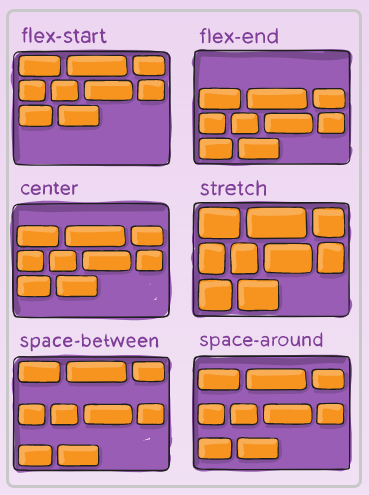 flex-start
flex-end
center
stretch
space-between
space-around